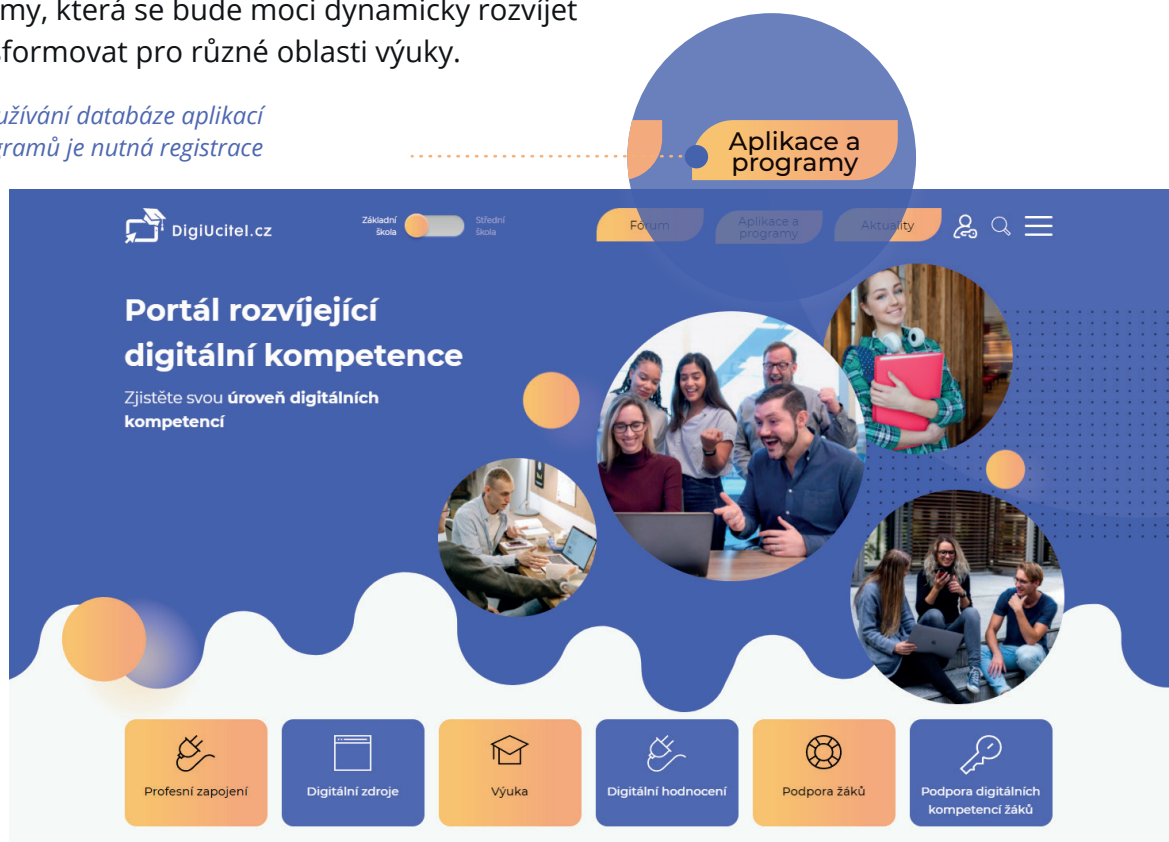 my, která se bude moci dynamicky rozvíjet
sformovat pro různé oblasti výuky.
užívání databáze aplikací
gramů je nutná registrace
Aplikace a
programy
DigiUcitel.cz
Základní
škola
Střední
škola
Fórum
Aplikace a
programy
Aktuality
Portál rozvíjející
digitální kompetence
Zjistěte svou úroveň digitálních
kompetencí
Profesní zapojení
Digitální zdroje
Výuka
Digitální hodnocení
Podpora žáků
Podpora digitálních
kompetencí žáků